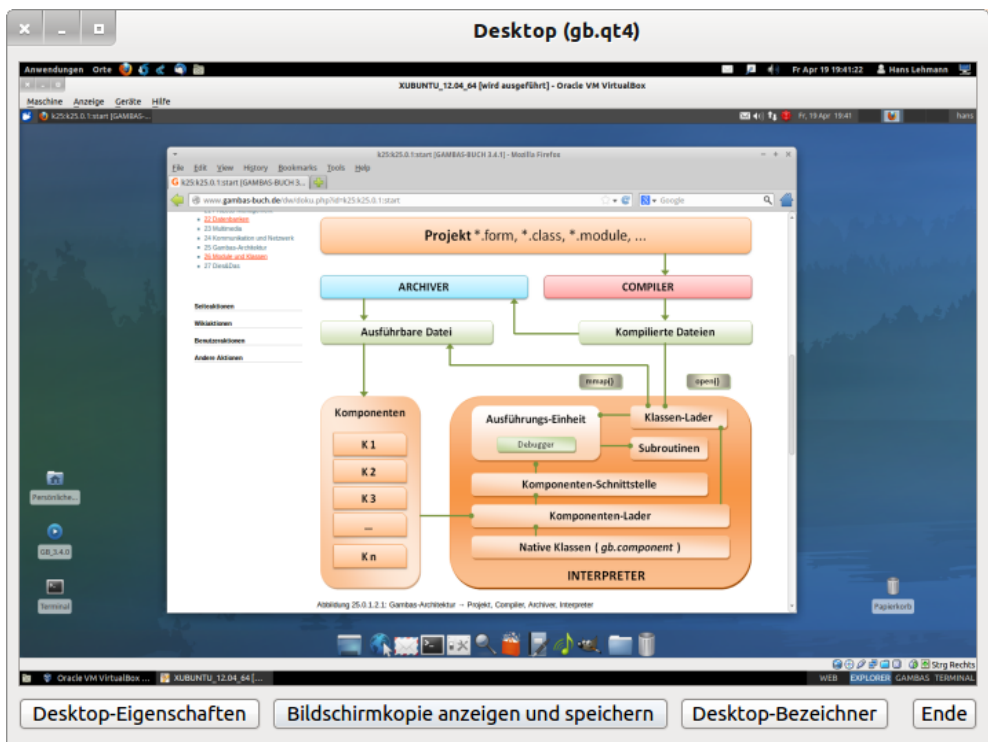 Desktop (gb.qt4)
Anwendungen Orte
Fr Apr 19 19:41:22 Hans Lehmann
XUBUNTU_12.04_64 [wird ausgeführt] - Oracle VM VirtualBox
Maschine Anzeige Geräte Hilfe
k25:k25.0.1:start [GAMBAS-...
Fr, 19 Apr 19:41
hans
k25:k25.0.1:start [GAMBAS-BUCH 3.4.1] - Mozilla Firefox
File Edit View History Bookmarks Tools Help
k25:k25.0.1:start [GAMBAS-BUCH 3...
www.gambas-buch.de/dw/doku.php?id=k25:k25.0.1:start
Google
22 Datenbanken
23 Multimedia
24 Kommunikation und Netzwerk
25 Gambas-Architektur
26 Module und Klassen
27 Dies&Das
Seitenaktionen
Wikiaktionen
Benutzeraktionen
Andere Aktionen
Projekt *.form, *.class, *.module, ...
ARCHIVER
COMPILER
Ausführbare Datei
Kompilierte Dateien
mmap()
open()
Komponenten
K 1
K 2
K 3
...
K n
Ausführungs-Einheit
Debugger
Klassen-Lader
Subroutinen
Komponenten-Schnittstelle
Komponenten-Lader
Native Klassen ( gb.component )
INTERPRETER
Abbildung 25.0.1.2.1: Gambas-Architektur → Projekt, Compiler, Archiver, Interpreter
Persönliche...
GB_3.4.0
Terminal
Papierkorb
Strg Rechts
Oracle VM VirtualBox ...
XUBUNTU_12.04_64 [...
WEB EXPLORER GAMBAS TERMINAL
Desktop-Eigenschaften
Bildschirmkopie anzeigen und speichern
Desktop-Bezeichner
Ende